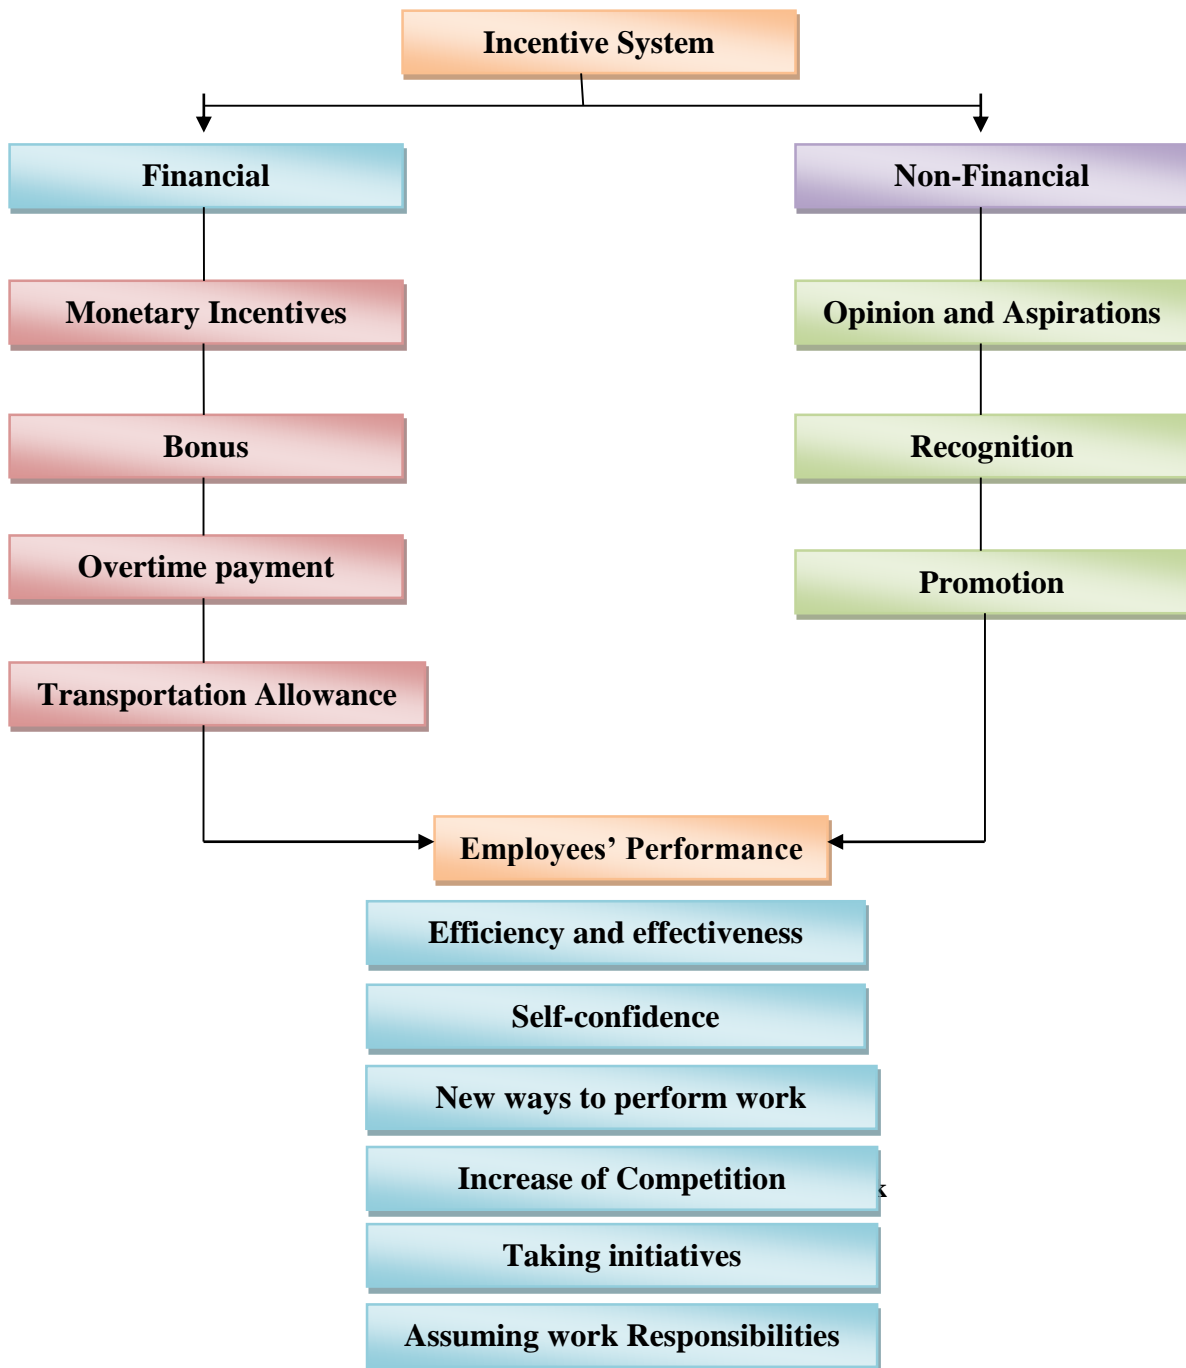 Incentive System
Financial
Non-Financial
Monetary Incentives
Opinion and Aspirations
Bonus
Recognition
Overtime payment
Promotion
Transportation Allowance
Employees’ Performance
Efficiency and effectiveness
Self-confidence
New ways to perform work
Increase of Competition
Taking initiatives
Assuming work Responsibilities